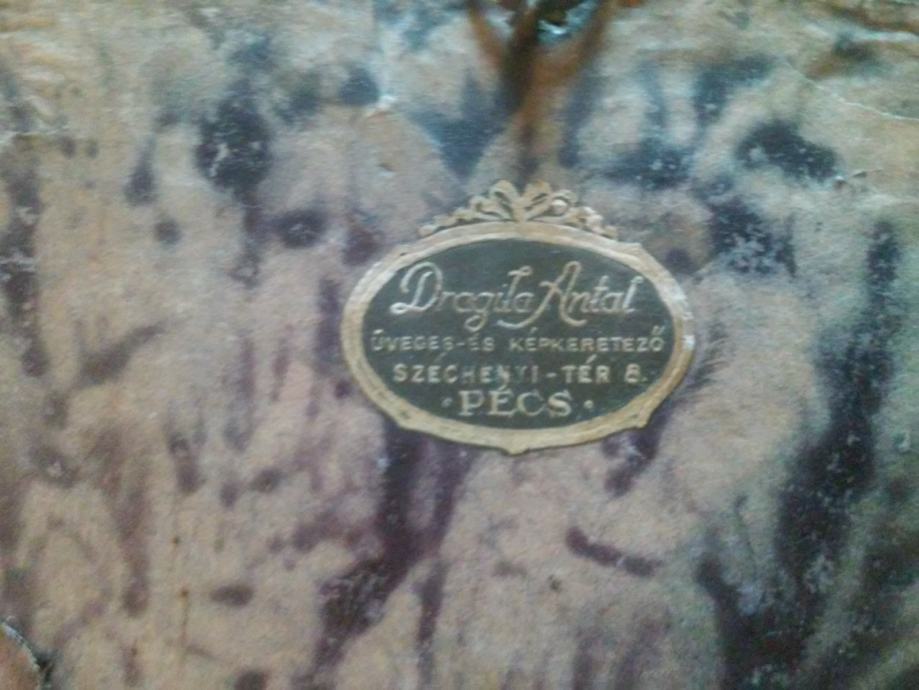 Dragila Antal
ÜVEGES-ÉS KÉPKERETEZŐ
SZÉCHENYI-TÉR 8.
·PÉCS·